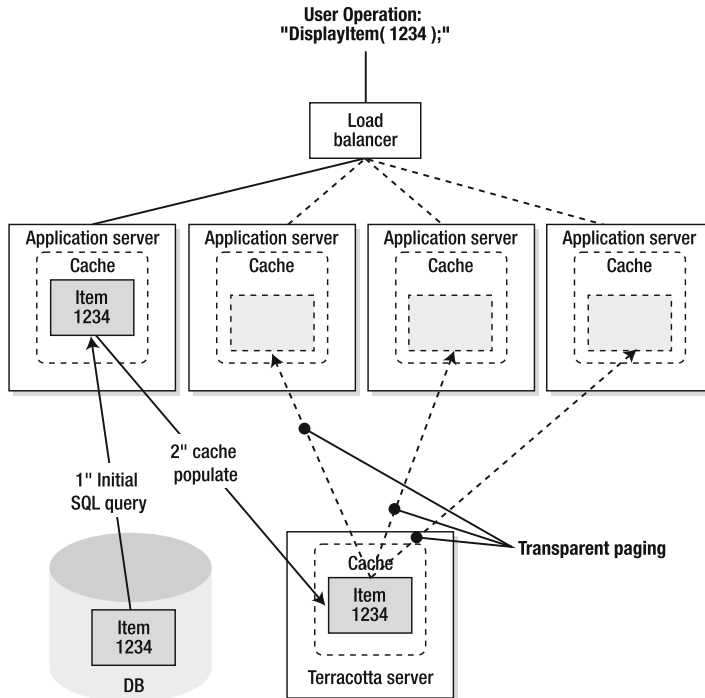 User Operation:
"DisplayItem( 1234 );"
Load
balancer
Application server
Cache
Item
1234
Application server
Cache
Application server
Cache
Application server
Cache
2" cache
populate
1" Initial
SQL query
Transparent paging
Cache
Item
1234
Terracotta server
Item
1234
DB